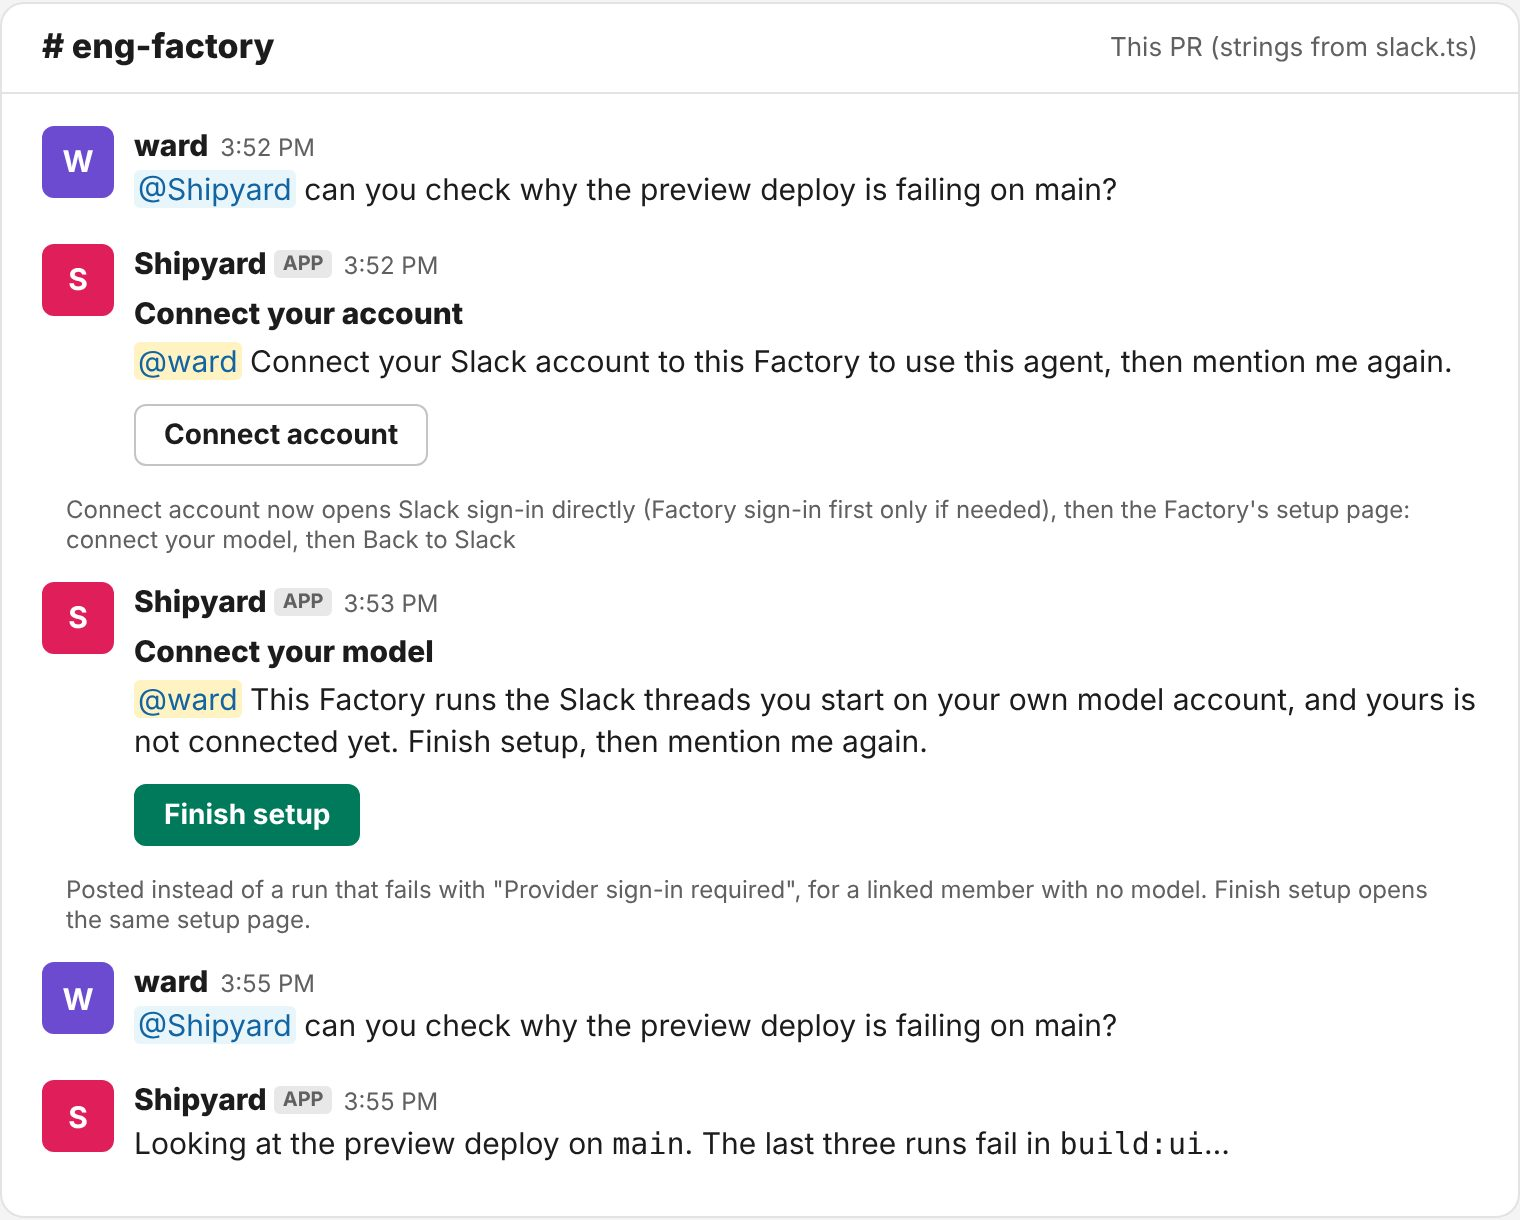 # eng-factory
This PR (strings from slack.ts)
W
ward 3:52 PM
@Shipyard can you check why the preview deploy is failing on main?
S
Shipyard APP 3:52 PM
Connect your account
@ward Connect your Slack account to this Factory to use this agent, then mention me again.
Connect account
Connect account now opens Slack sign-in directly (Factory sign-in first only if needed), then the Factory's setup page:
connect your model, then Back to Slack
S
Shipyard APP 3:53 PM
Connect your model
@ward This Factory runs the Slack threads you start on your own model account, and yours is
not connected yet. Finish setup, then mention me again.
Finish setup
Posted instead of a run that fails with "Provider sign-in required", for a linked member with no model. Finish setup opens
the same setup page.
W
ward 3:55 PM
@Shipyard can you check why the preview deploy is failing on main?
S
Shipyard APP 3:55 PM
Looking at the preview deploy on main. The last three runs fail in build:ui...